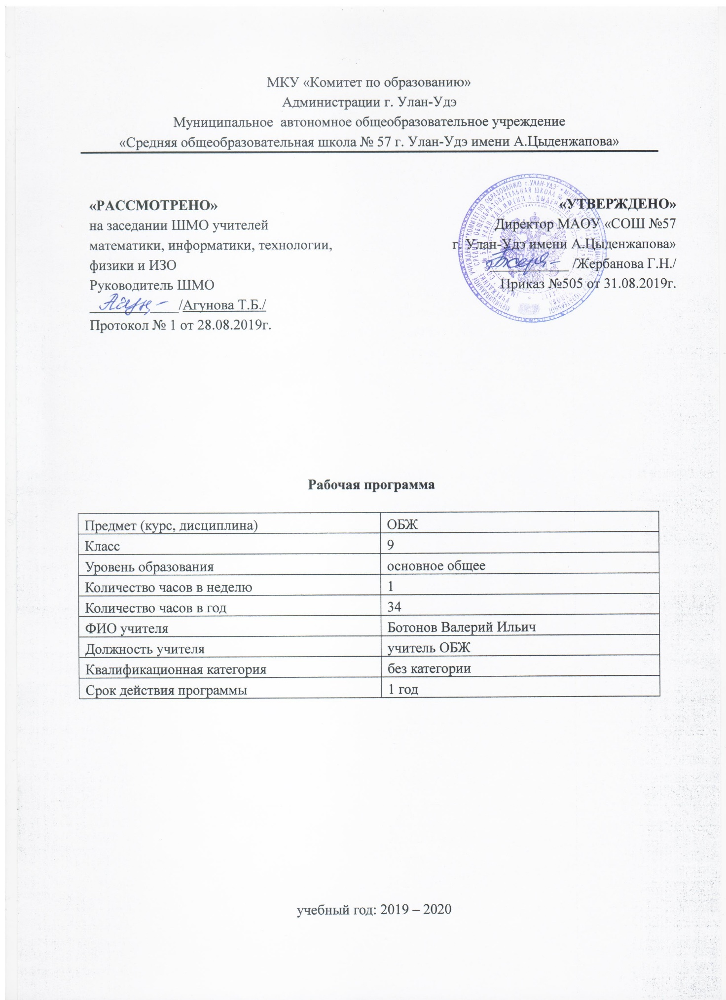 МКУ «Комитет по образованию»
Администрации г. Улан-Удэ
Муниципальное  автономное общеобразовательное учреждение
«Средняя общеобразовательная школа № 57 г. Улан-Удэ имени А.Цыденжапова»
«РАССМОТРЕНО»
на заседании ШМО учителей
математики, информатики, технологии,
физики и ИЗО
Руководитель ШМО
/Агунова Т.Б./
Протокол № 1 от 28.08.2019г.
«УТВЕРЖДЕНО»
Директор МАОУ «СОШ №57
г. Улан-Удэ имени А.Цыденжапова»
/Жербанова Г.Н./
Приказ №505 от 31.08.2019г.
Рабочая программа
Предмет (курс, дисциплина) ОБЖ
Класс 9
Уровень образования основное общее
Количество часов в неделю 1
Количество часов в год 34
ФИО учителя Ботонов Валерий Ильич
Должность учителя учитель ОБЖ
Квалификационная категория без категории
Срок действия программы 1 год
учебный год: 2019 – 2020